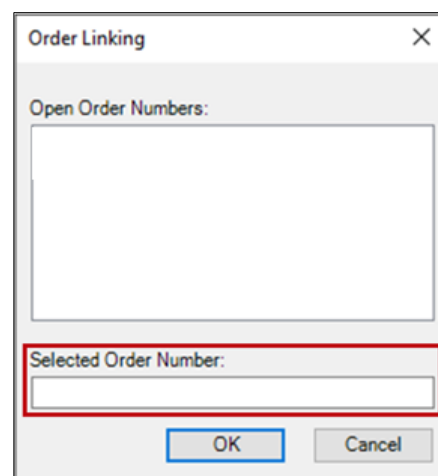 Order Linking
Open Order Numbers:
Selected Order Number:
OK Cancel